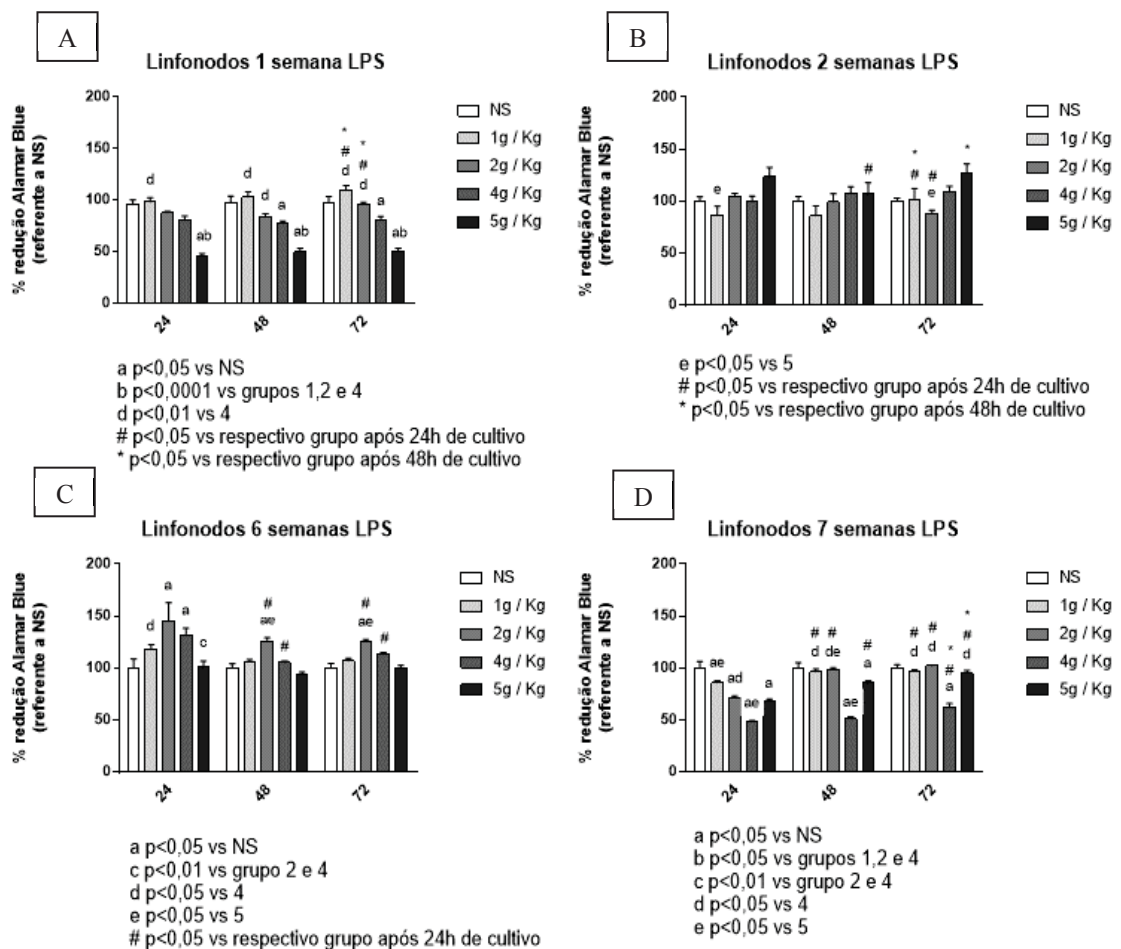 A
Linfonodos 1 semana LPS
% redução Alamar Blue
(referente a NS)
200
150
100
50
0
d
ab
d
d
a
ab
*
#
d
*
#
d
a
ab
24
48
72
NS
1g / Kg
2g / Kg
4g / Kg
5g / Kg
a p<0,05 vs NS
b p<0,0001 vs grupos 1,2 e 4
d p<0,01 vs 4
# p<0,05 vs respectivo grupo após 24h de cultivo
* p<0,05 vs respectivo grupo após 48h de cultivo
B
Linfonodos 2 semanas LPS
% redução Alamar Blue
(referente a NS)
200
150
100
50
0
e
#
*
#
#
e
*
24
48
72
NS
1g / Kg
2g / Kg
4g / Kg
5g / Kg
e p<0,05 vs 5
# p<0,05 vs respectivo grupo após 24h de cultivo
* p<0,05 vs respectivo grupo após 48h de cultivo
C
Linfonodos 6 semanas LPS
% redução Alamar Blue
(referente a NS)
200
150
100
50
0
d
a
a
c
#
ae
#
#
ae
#
24
48
72
NS
1g / Kg
2g / Kg
4g / Kg
5g / Kg
a p<0,05 vs NS
c p<0,01 vs grupo 2 e 4
d p<0,05 vs 4
e p<0,05 vs 5
# p<0,05 vs respectivo grupo após 24h de cultivo
D
Linfonodos 7 semanas LPS
% redução Alamar Blue
(referente a NS)
200
150
100
50
0
ae
ad
ae
a
#
d
#
de
ae
#
a
#
d
#
d
*
#
a
*
#
d
24
48
72
NS
1g / Kg
2g / Kg
4g / Kg
5g / Kg
a p<0,05 vs NS
b p<0,05 vs grupos 1,2 e 4
c p<0,01 vs grupo 2 e 4
d p<0,05 vs 4
e p<0,05 vs 5